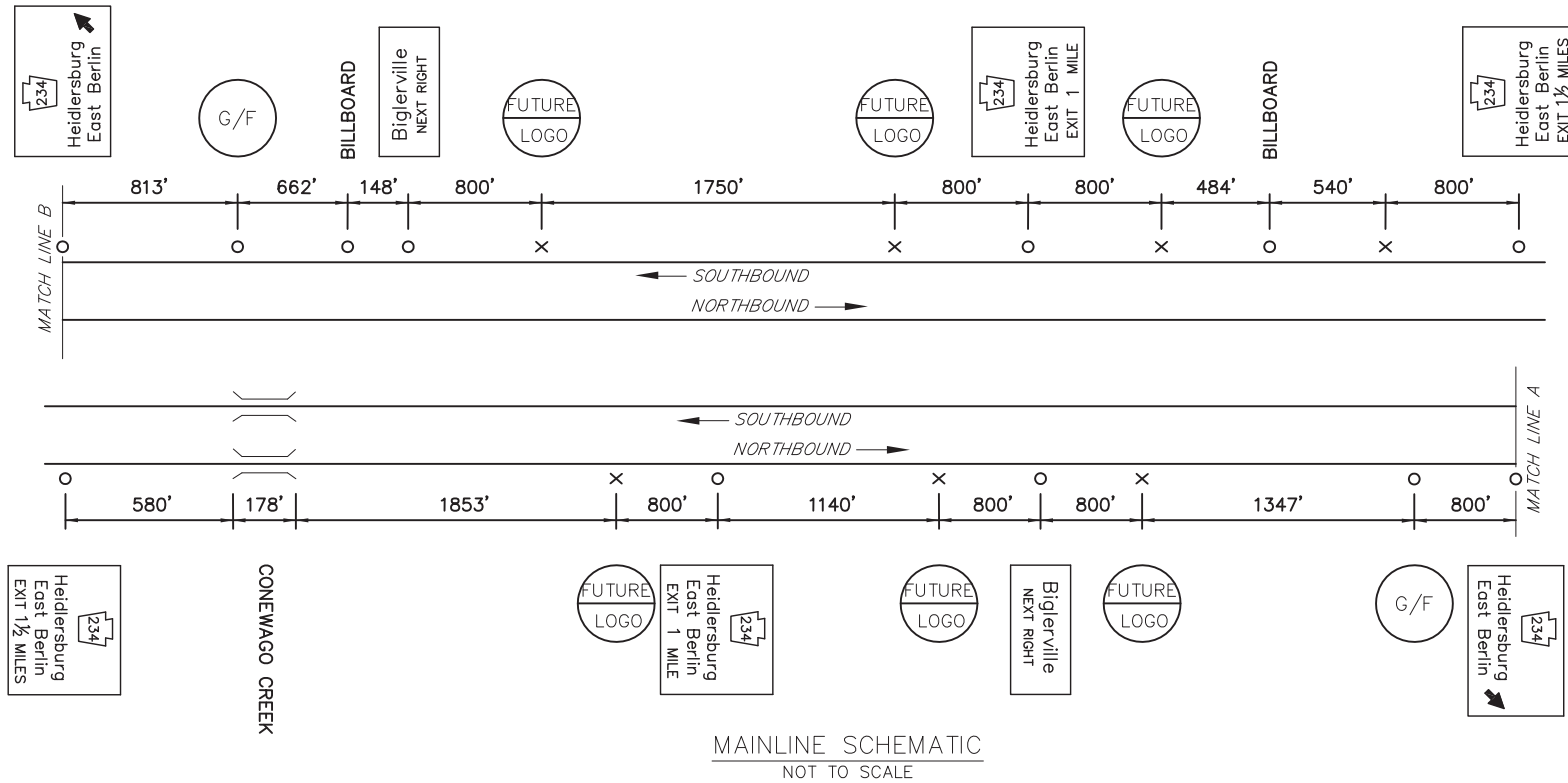 234
Heidlersburg
East Berlin
G/F
BILLBOARD
Biglerville
NEXT RIGHT
FUTURE
LOGO
FUTURE
LOGO
234
Heidlersburg
East Berlin
EXIT 1 MILE
FUTURE
LOGO
BILLBOARD
234
Heidlersburg
East Berlin
EXIT 1½ MILES
813' 662' 148' 800' 1750' 800' 800' 484' 540' 800'
MATCH LINE B
SOUTHBOUND
NORTHBOUND
SOUTHBOUND
NORTHBOUND
MATCH LINE A
580' 178' 1853' 800' 1140' 800' 800' 1347' 800'
234
Heidlersburg
East Berlin
EXIT 1½ MILES
CONEWAGO CREEK
FUTURE
LOGO
234
Heidlersburg
East Berlin
EXIT 1 MILE
FUTURE
LOGO
Biglerville
NEXT RIGHT
FUTURE
LOGO
G/F
234
Heidlersburg
East Berlin
MAINLINE SCHEMATIC
NOT TO SCALE